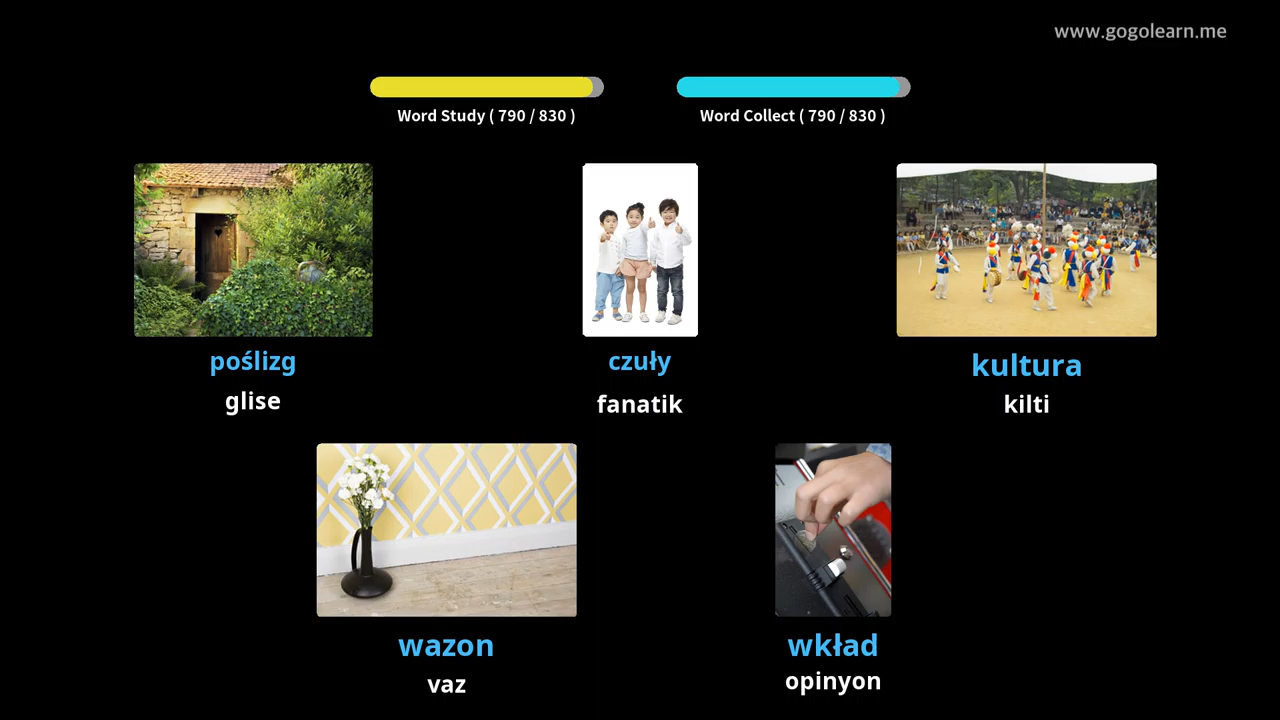 www.gogolearn.me
Word Study ( 790 / 830 )
Word Collect ( 790 / 830 )
poślizg
glise
czuły
fanatik
kultura
kilti
wazon
vaz
wkład
opinyon